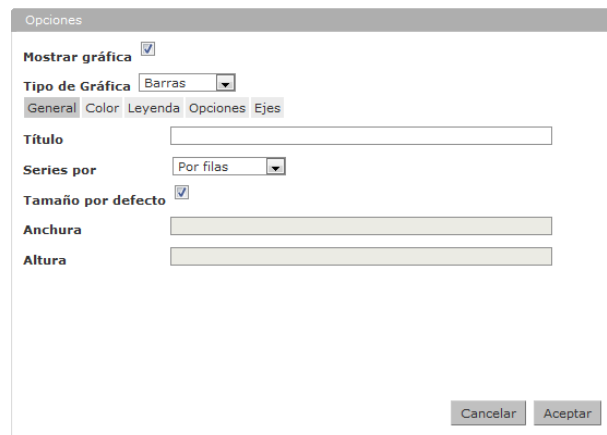 Opciones
Mostrar gráfica
Tipo de Gráfica Barras
General Color Leyenda Opciones Ejes
Título
Series por Por filas
Tamaño por defecto
Anchura
Altura
Cancelar Aceptar